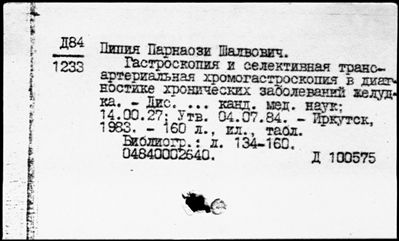 Д84
1233
Пипия Парнаози Шалвович.
Гастроскопия и селективная транс-
артериальная хромогастроскопия в диаг-
ностике хронических заболеваний желуд-
ка. - Дис. ... канд. мед. наук;
14.00.27; Утв. 04.07.84. - Иркутск,
1983. - 160 л., ил., табл.
Библиогр.: л. 134-160.
04840002640.
Д 100575